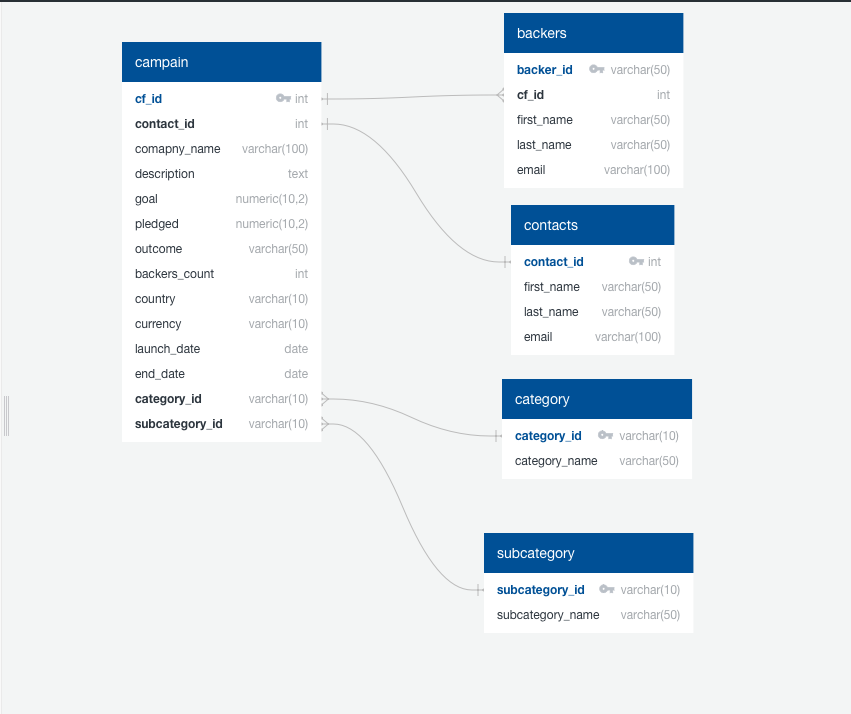 campain
cf_id int
contact_id int
comapny_name varchar(100)
description text
goal numeric(10,2)
pledged numeric(10,2)
outcome varchar(50)
backers_count int
country varchar(10)
currency varchar(10)
launch_date date
end_date date
category_id varchar(10)
subcategory_id varchar(10)
backers
backer_id varchar(50)
cf_id int
first_name varchar(50)
last_name varchar(50)
email varchar(100)
contacts
contact_id int
first_name varchar(50)
last_name varchar(50)
email varchar(100)
category
category_id varchar(10)
category_name varchar(50)
subcategory
subcategory_id varchar(10)
subcategory_name varchar(50)